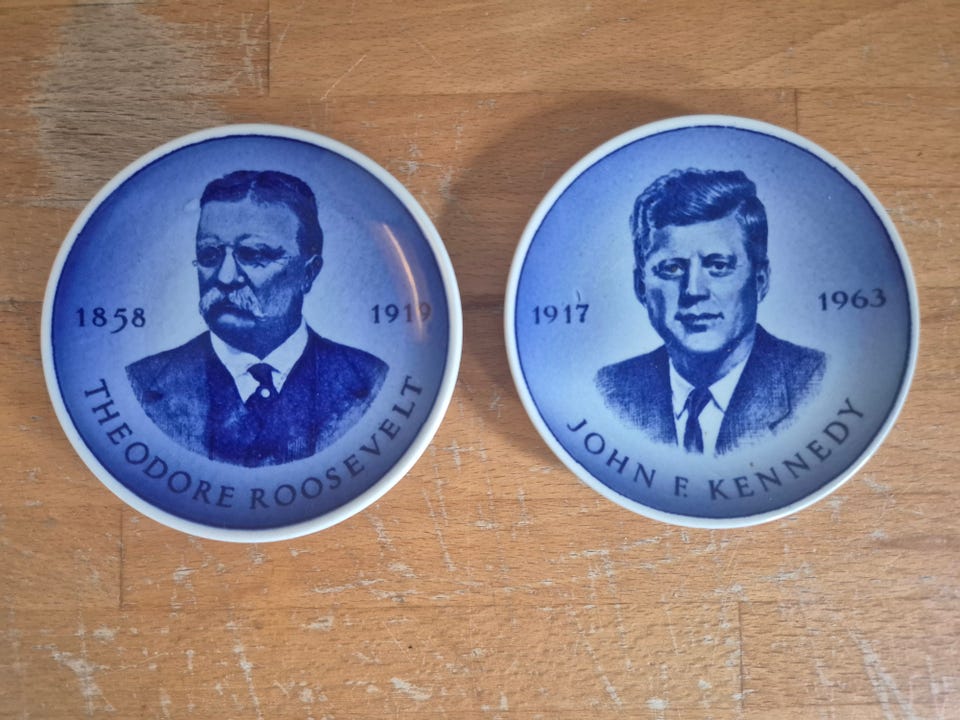 1858
1919
THEODORE ROOSEVELT
1917
1963
JOHN F. KENNEDY